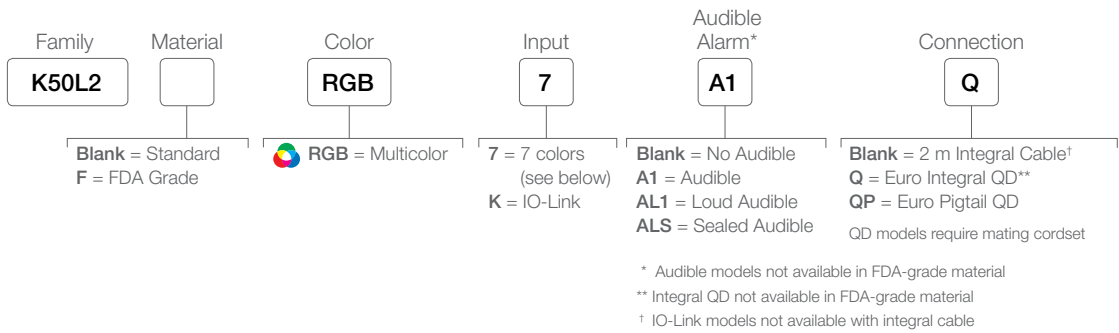 Family
Material
Color
Input
Audible
Alarm*
Connection
K50L2
RGB
7
A1
Q
Blank = Standard
F = FDA Grade
RGB = Multicolor
7 = 7 colors
(see below)
K = IO-Link
Blank = No Audible
A1 = Audible
AL1 = Loud Audible
ALS = Sealed Audible
Blank = 2 m Integral Cable†
Q = Euro Integral QD**
QP = Euro Pigtail QD
QD models require mating cordset
* Audible models not available in FDA-grade material
** Integral QD not available in FDA-grade material
† IO-Link models not available with integral cable